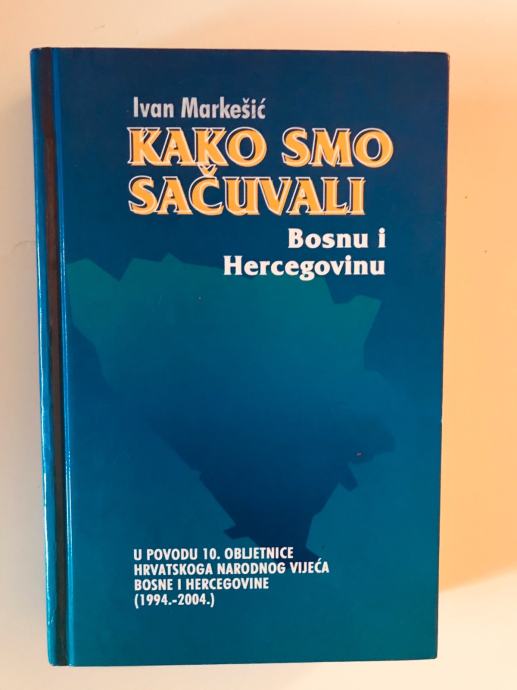 Ivan Markešić
KAKO SMO
SAČUVALI
Bosnu i
Hercegovinu
U POVODU 10. OBLJETNICE
HRVATSKOGA NARODNOG VIJEĆA
BOSNE I HERCEGOVINE
(1994.-2004.)